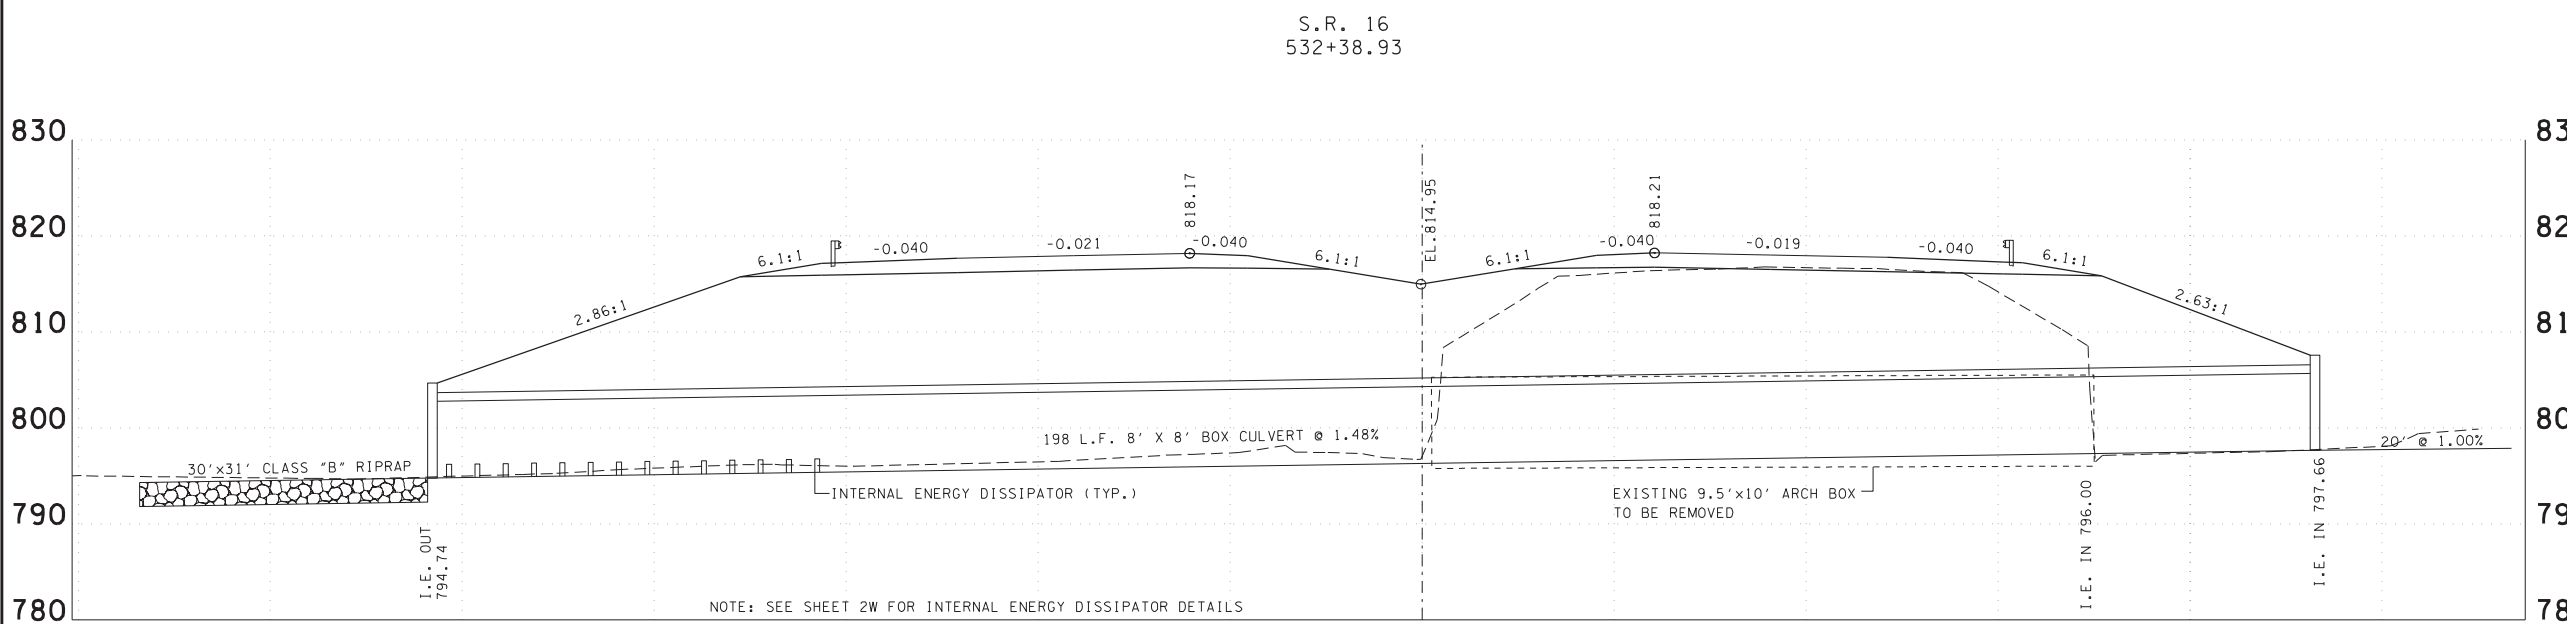 S.R. 16
532+38.93
830
83
820
82
810
81
800
80
790
79
780
78
818.17
EL.814.95
818.21
6.1:1
-0.040
-0.021
-0.040
6.1:1
6.1:1
-0.040
-0.019
-0.040
6.1:1
2.86:1
2.63:1
198 L.F. 8' X 8' BOX CULVERT @ 1.48%
20' @ 1.00%
30'x31' CLASS "B" RIPRAP
INTERNAL ENERGY DISSIPATOR (TYP.)
EXISTING 9.5'x10' ARCH BOX
TO BE REMOVED
I.E. OUT
794.74
I.E. IN 796.00
I.E. IN 797.66
NOTE: SEE SHEET 2W FOR INTERNAL ENERGY DISSIPATOR DETAILS